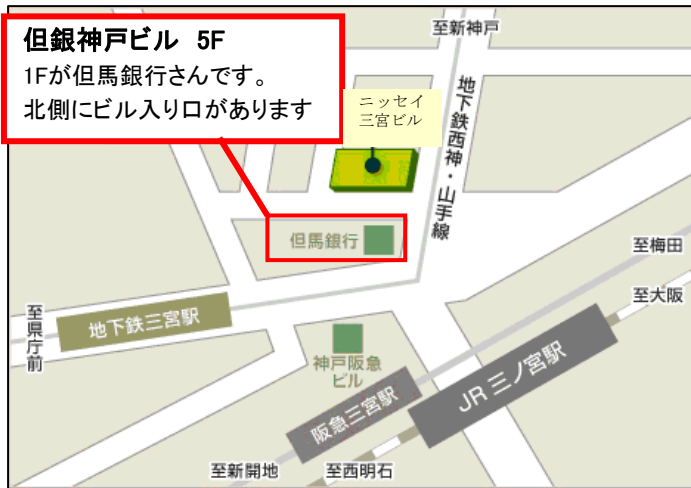 但銀神戸ビル 5F
1Fが但馬銀行さんです。
北側にビル入り口があります
至新神戸
ニッセイ
三宮ビル
地下鉄西神・山手線
但馬銀行
至梅田
至大阪
至県庁前
地下鉄三宮駅
神戸阪急
ビル
JR三ノ宮駅
阪急三宮駅
至新開地
至西明石